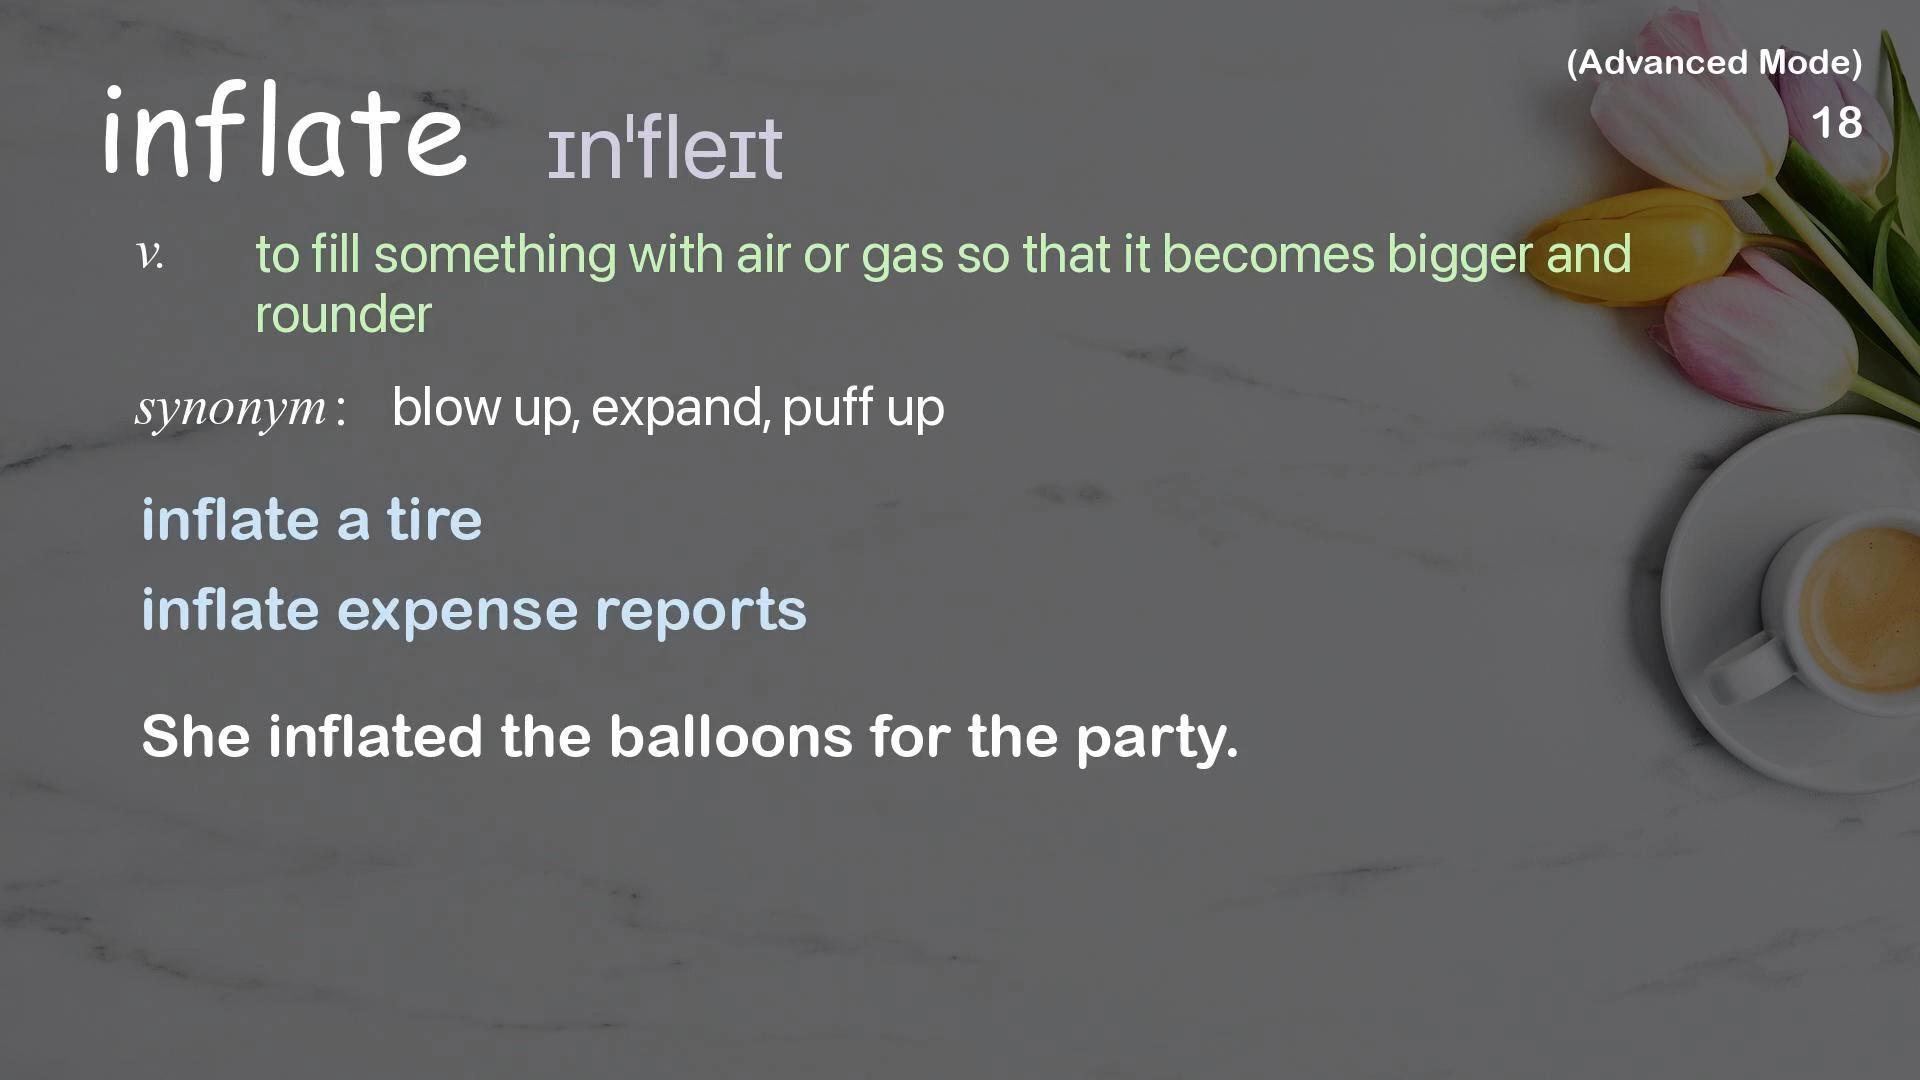 (Advanced Mode)
18
inflate ɪnˈfleɪt
v. to fill something with air or gas so that it becomes bigger and
rounder
synonym: blow up, expand, puff up
inflate a tire
inflate expense reports
She inflated the balloons for the party.